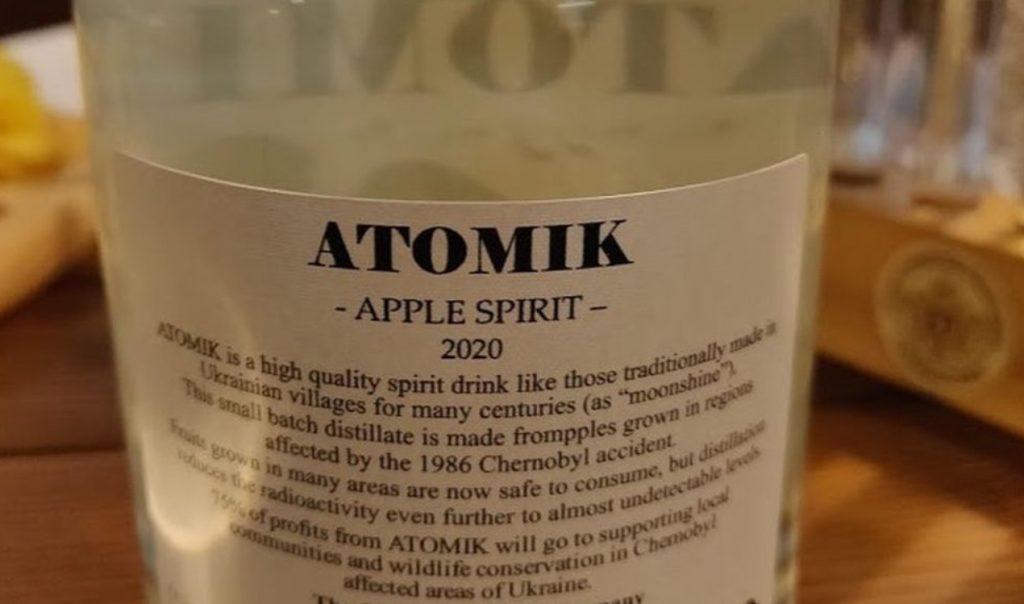 ATOMIK
- APPLE SPIRIT –
2020
ATOMIK is a high quality spirit drink like those traditionally made in
Ukrainian villages for many centuries (as “moonshine”).
This small batch distillate is made frompples grown in regions
affected by the 1986 Chernobyl accident.
Fruits grown in many areas are now safe to consume, but distillation
reduces the radioactivity even further to almost undetectable levels.
75% of profits from ATOMIK will go to supporting local
communities and wildlife conservation in Chernobyl
affected areas of Ukraine.